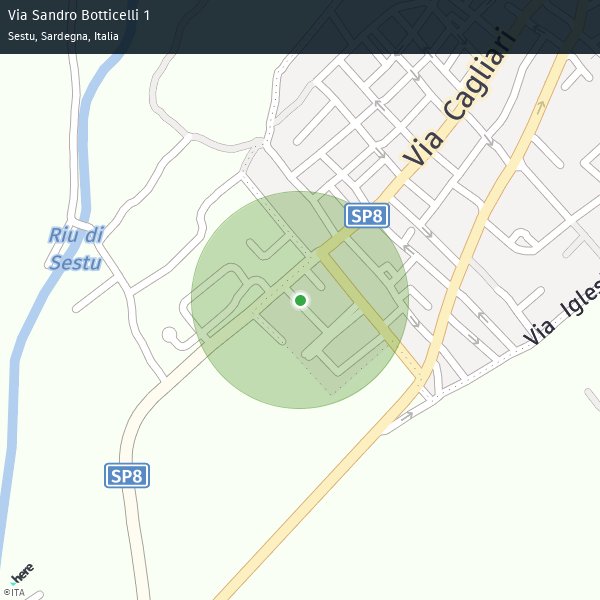 Via Sandro Botticelli 1
Sestu, Sardegna, Italia
Via Cagliari
SP8
Riu di
Sestu
Via Igles
SP8
here
©ITA